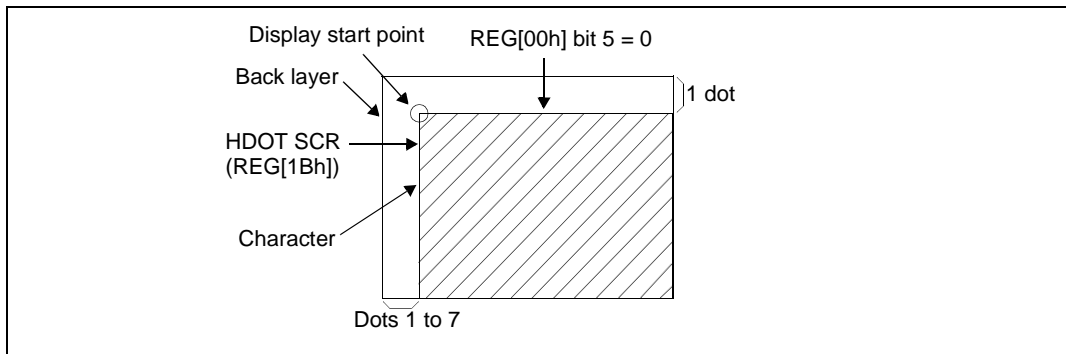 Display start point
REG[00h] bit 5 = 0
Back layer
1 dot
HDOT SCR
(REG[1Bh])
Character
Dots 1 to 7